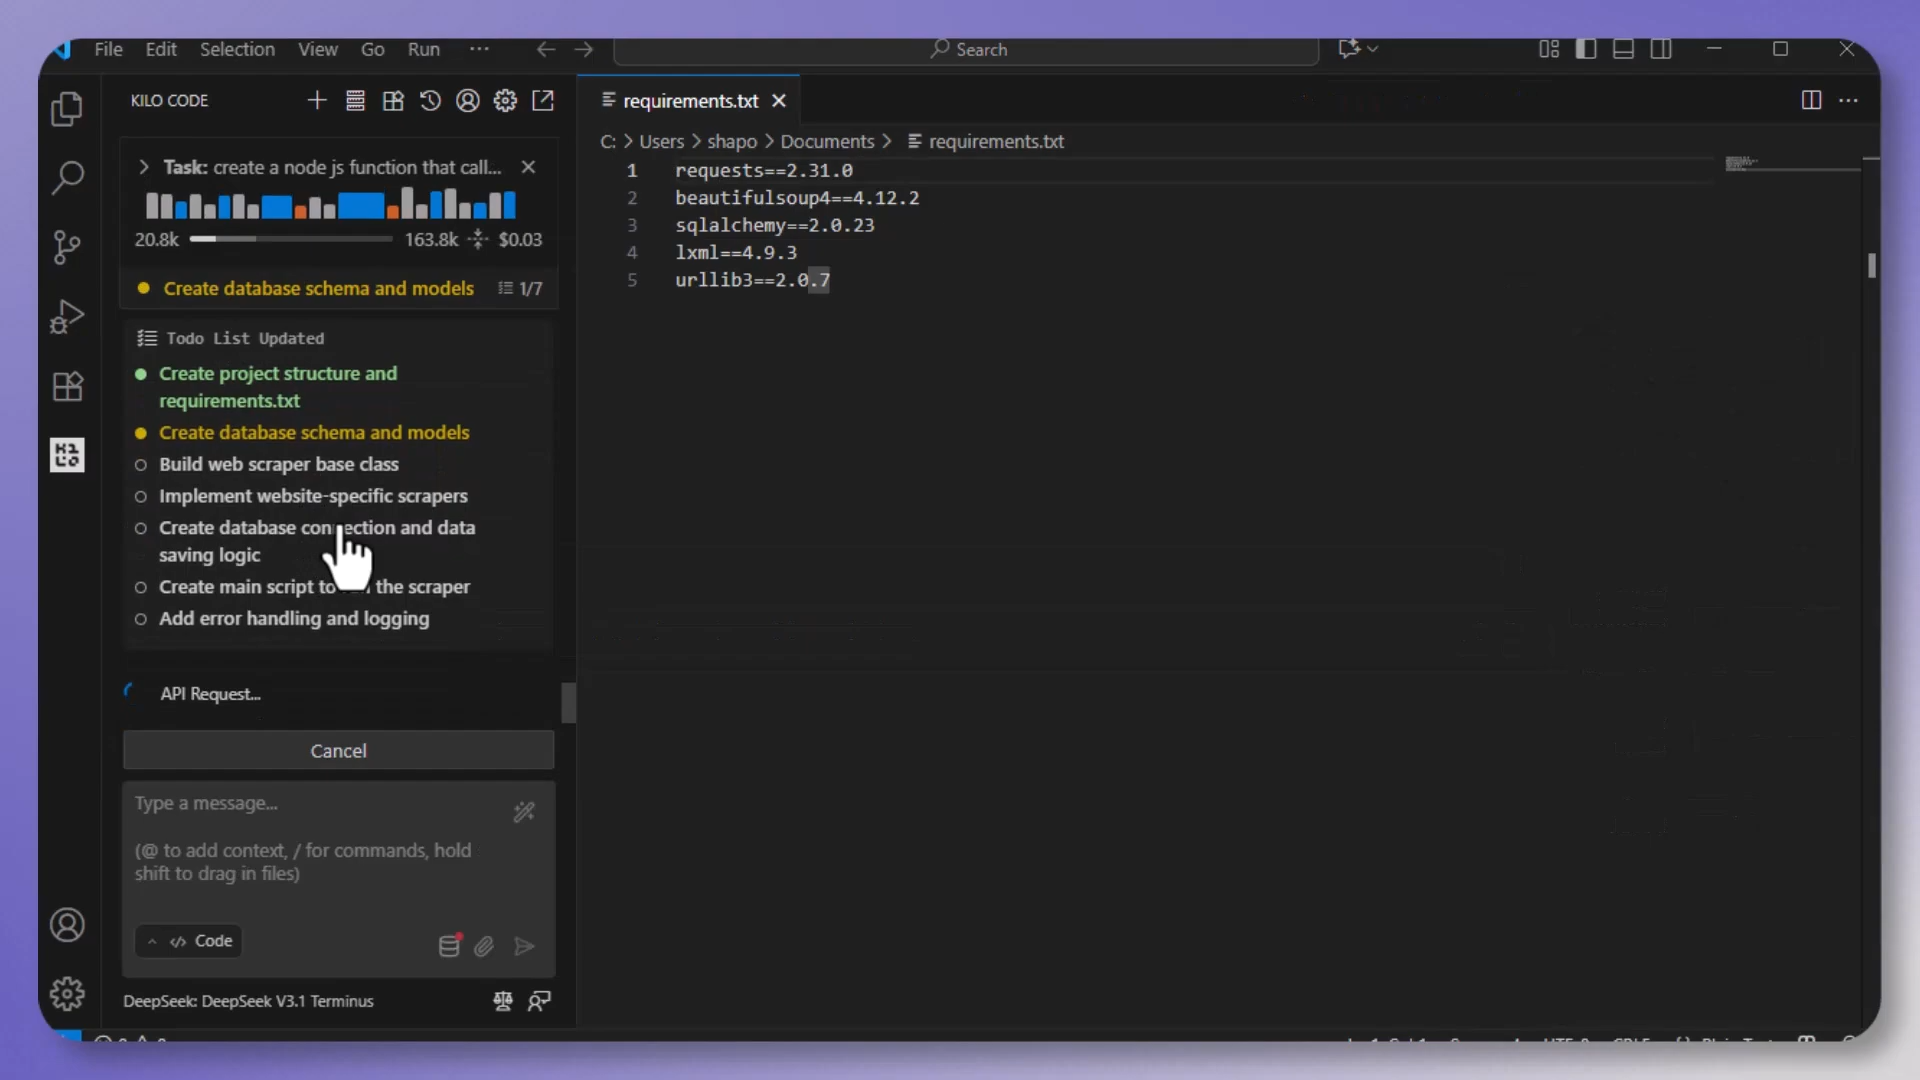 File Edit Selection View Go Run ...
Search
KILO CODE
Task: create a node js function that call...
20.8k 163.8k $0.03
Create database schema and models 1/7
Todo List Updated
Create project structure and
requirements.txt
Create database schema and models
Build web scraper base class
Implement website-specific scrapers
Create database connection and data
saving logic
Create main script to the scraper
Add error handling and logging
API Request...
Cancel
Type a message...
(@ to add context, / for commands, hold
shift to drag in files)
Code
DeepSeek: DeepSeek V3.1 Terminus
requirements.txt
C: > Users > shapo > Documents > requirements.txt
1 requests==2.31.0
2 beautifulsoup4==4.12.2
3 sqlalchemy==2.0.23
4 lxml==4.9.3
5 urllib3==2.0.7